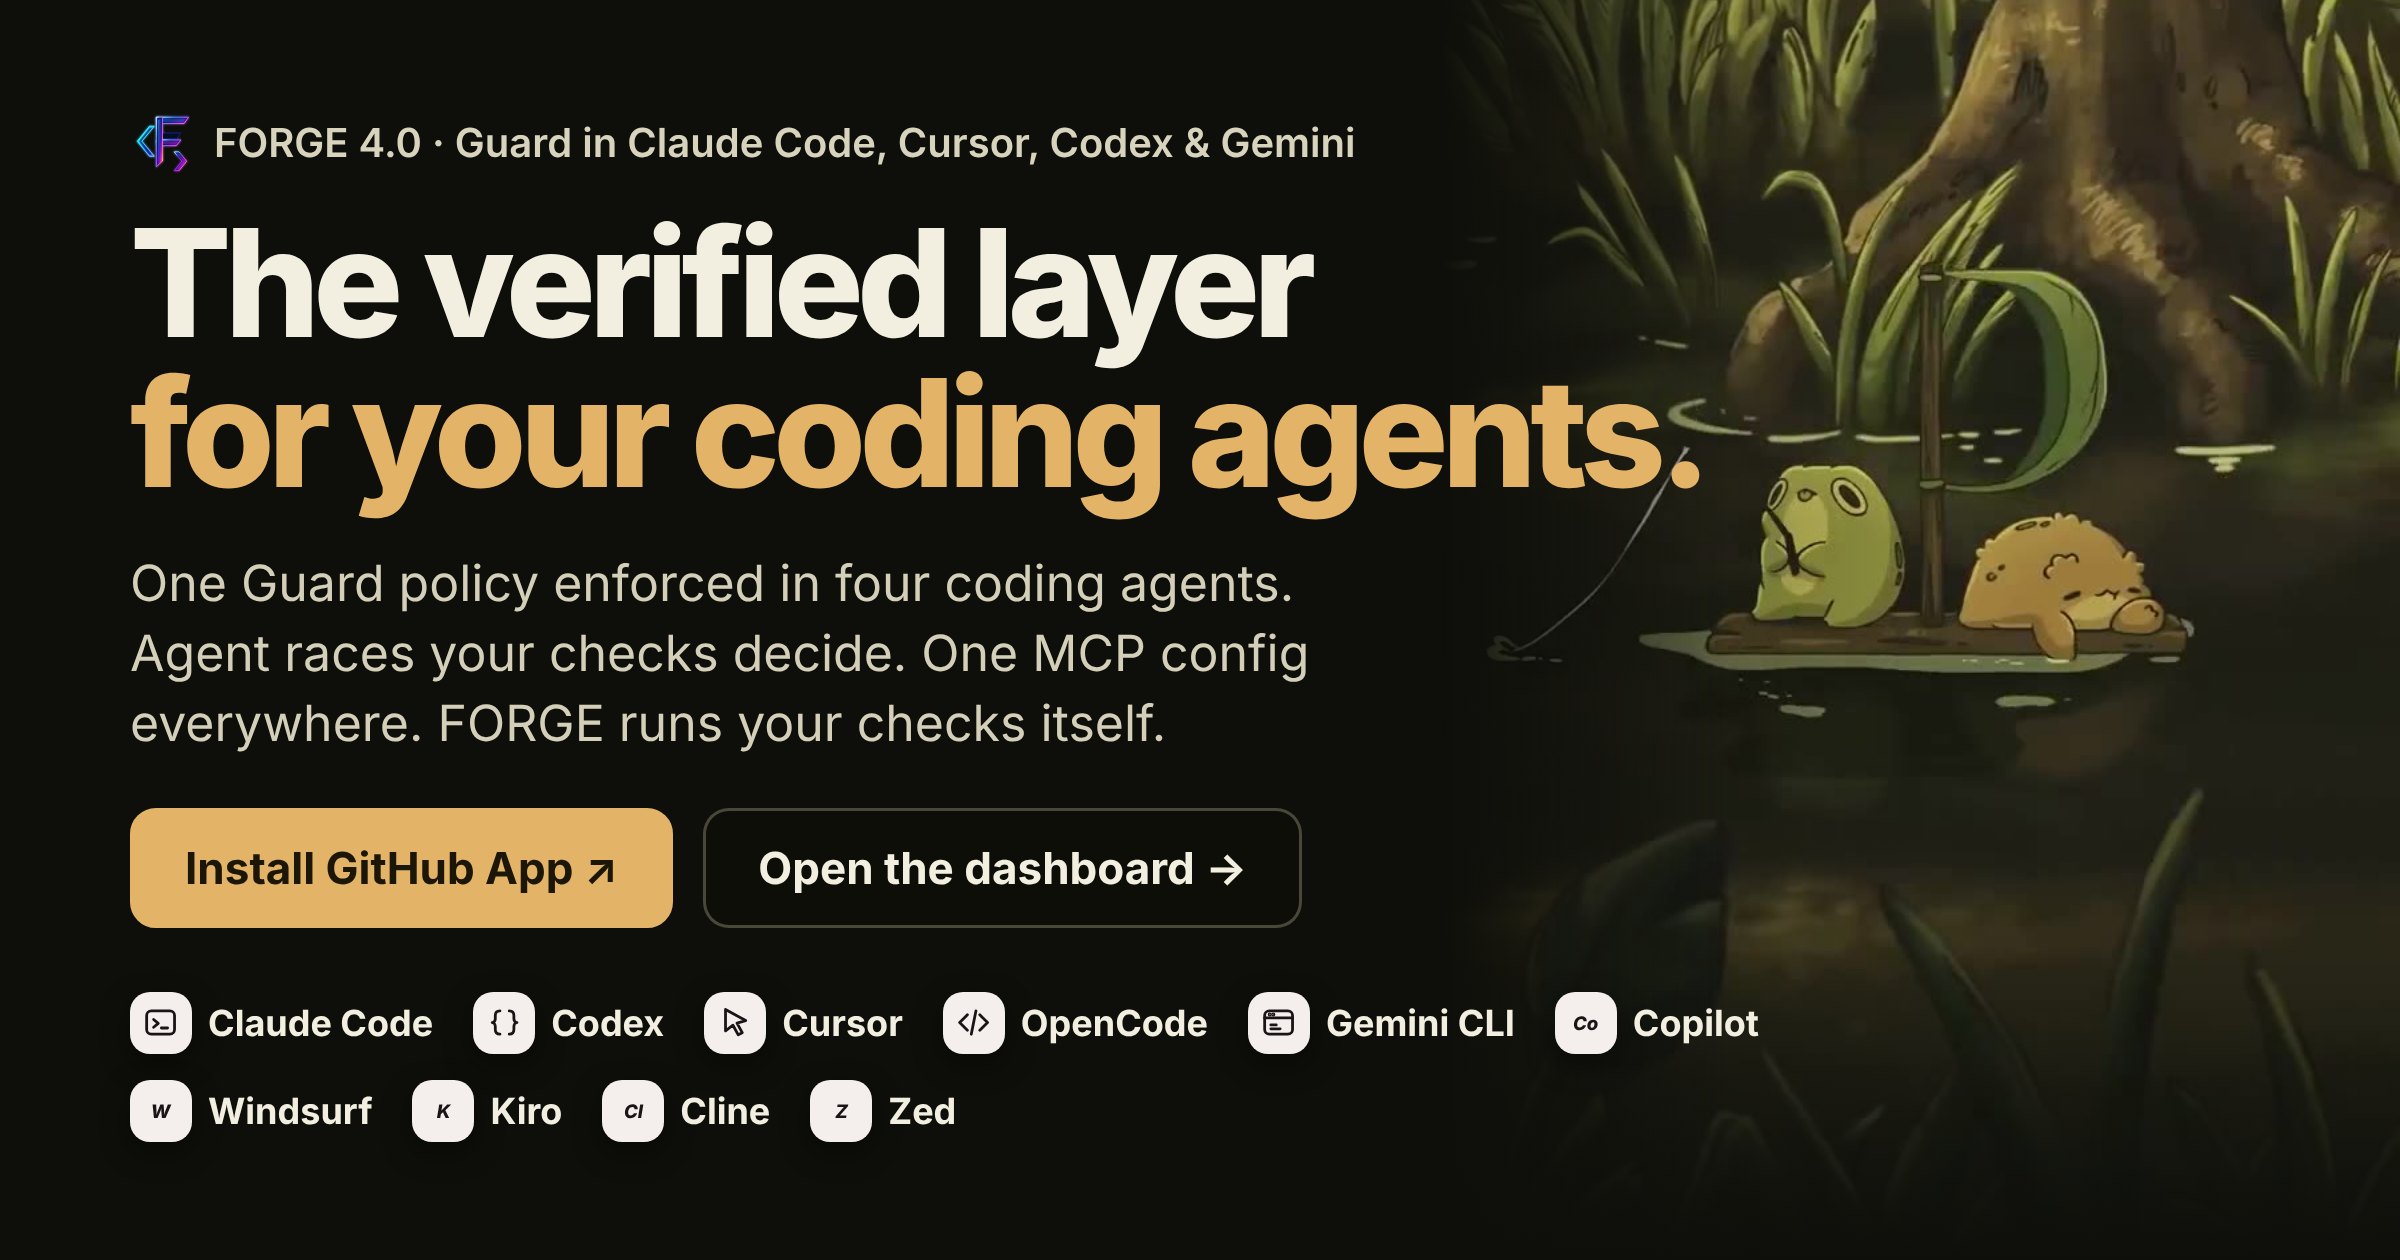 FORGE 4.0 · Guard in Claude Code, Cursor, Codex & Gemini
The verified layer
for your coding agents.
One Guard policy enforced in four coding agents.
Agent races your checks decide. One MCP config
everywhere. FORGE runs your checks itself.
Install GitHub App ↗ Open the dashboard →
Claude Code Codex Cursor OpenCode Gemini CLI Co Copilot
W Windsurf K Kiro Cl Cline Z Zed